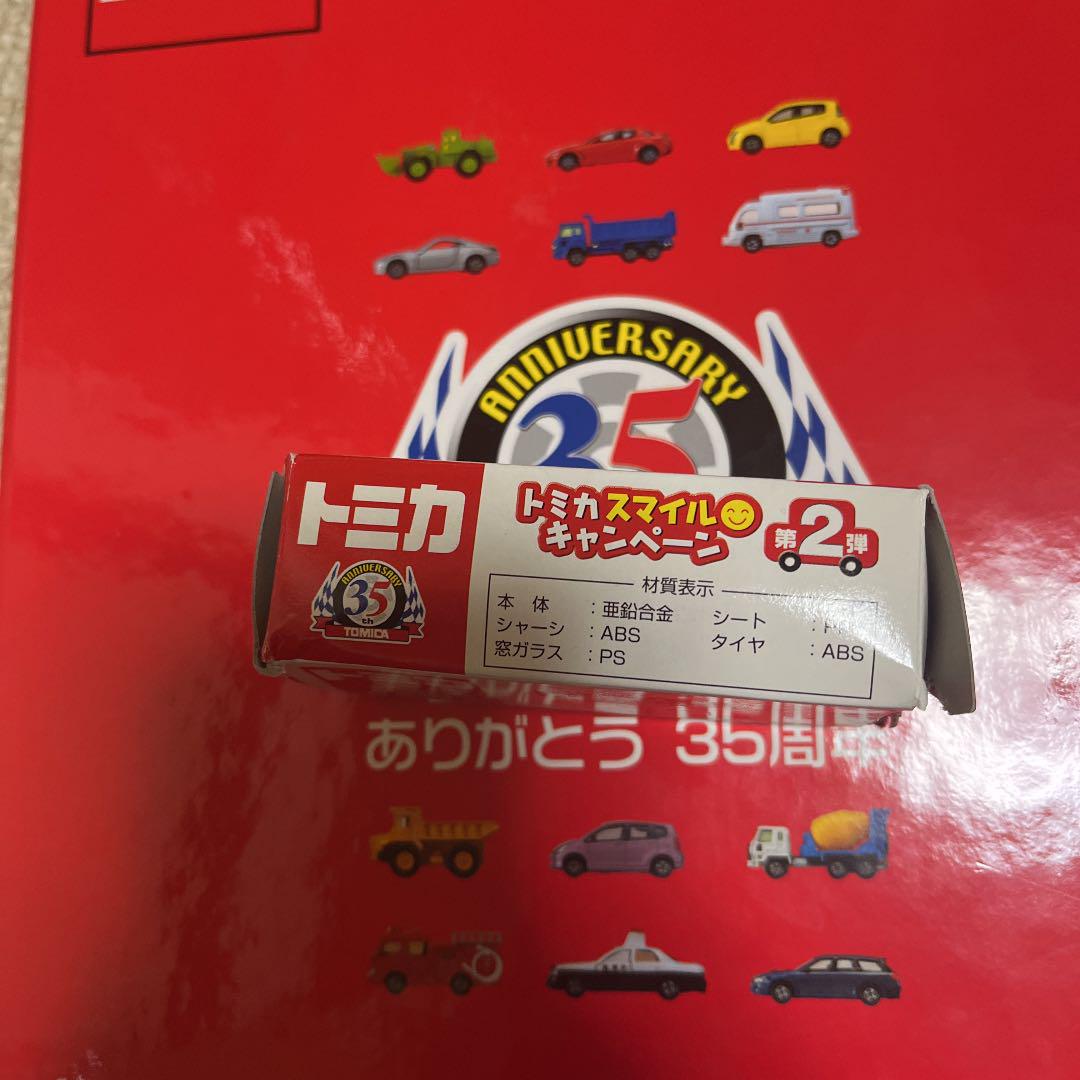 ANNIVERSARY
35
トミカ
トミカスマイル
キャンペーン
第2弾
ANNIVERSARY
35
th
TOMICA
材質表示
本体 :亜鉛合金
シャーシ :ABS
窓ガラス :PS
シート :
タイヤ :ABS
ありがとう 35周年